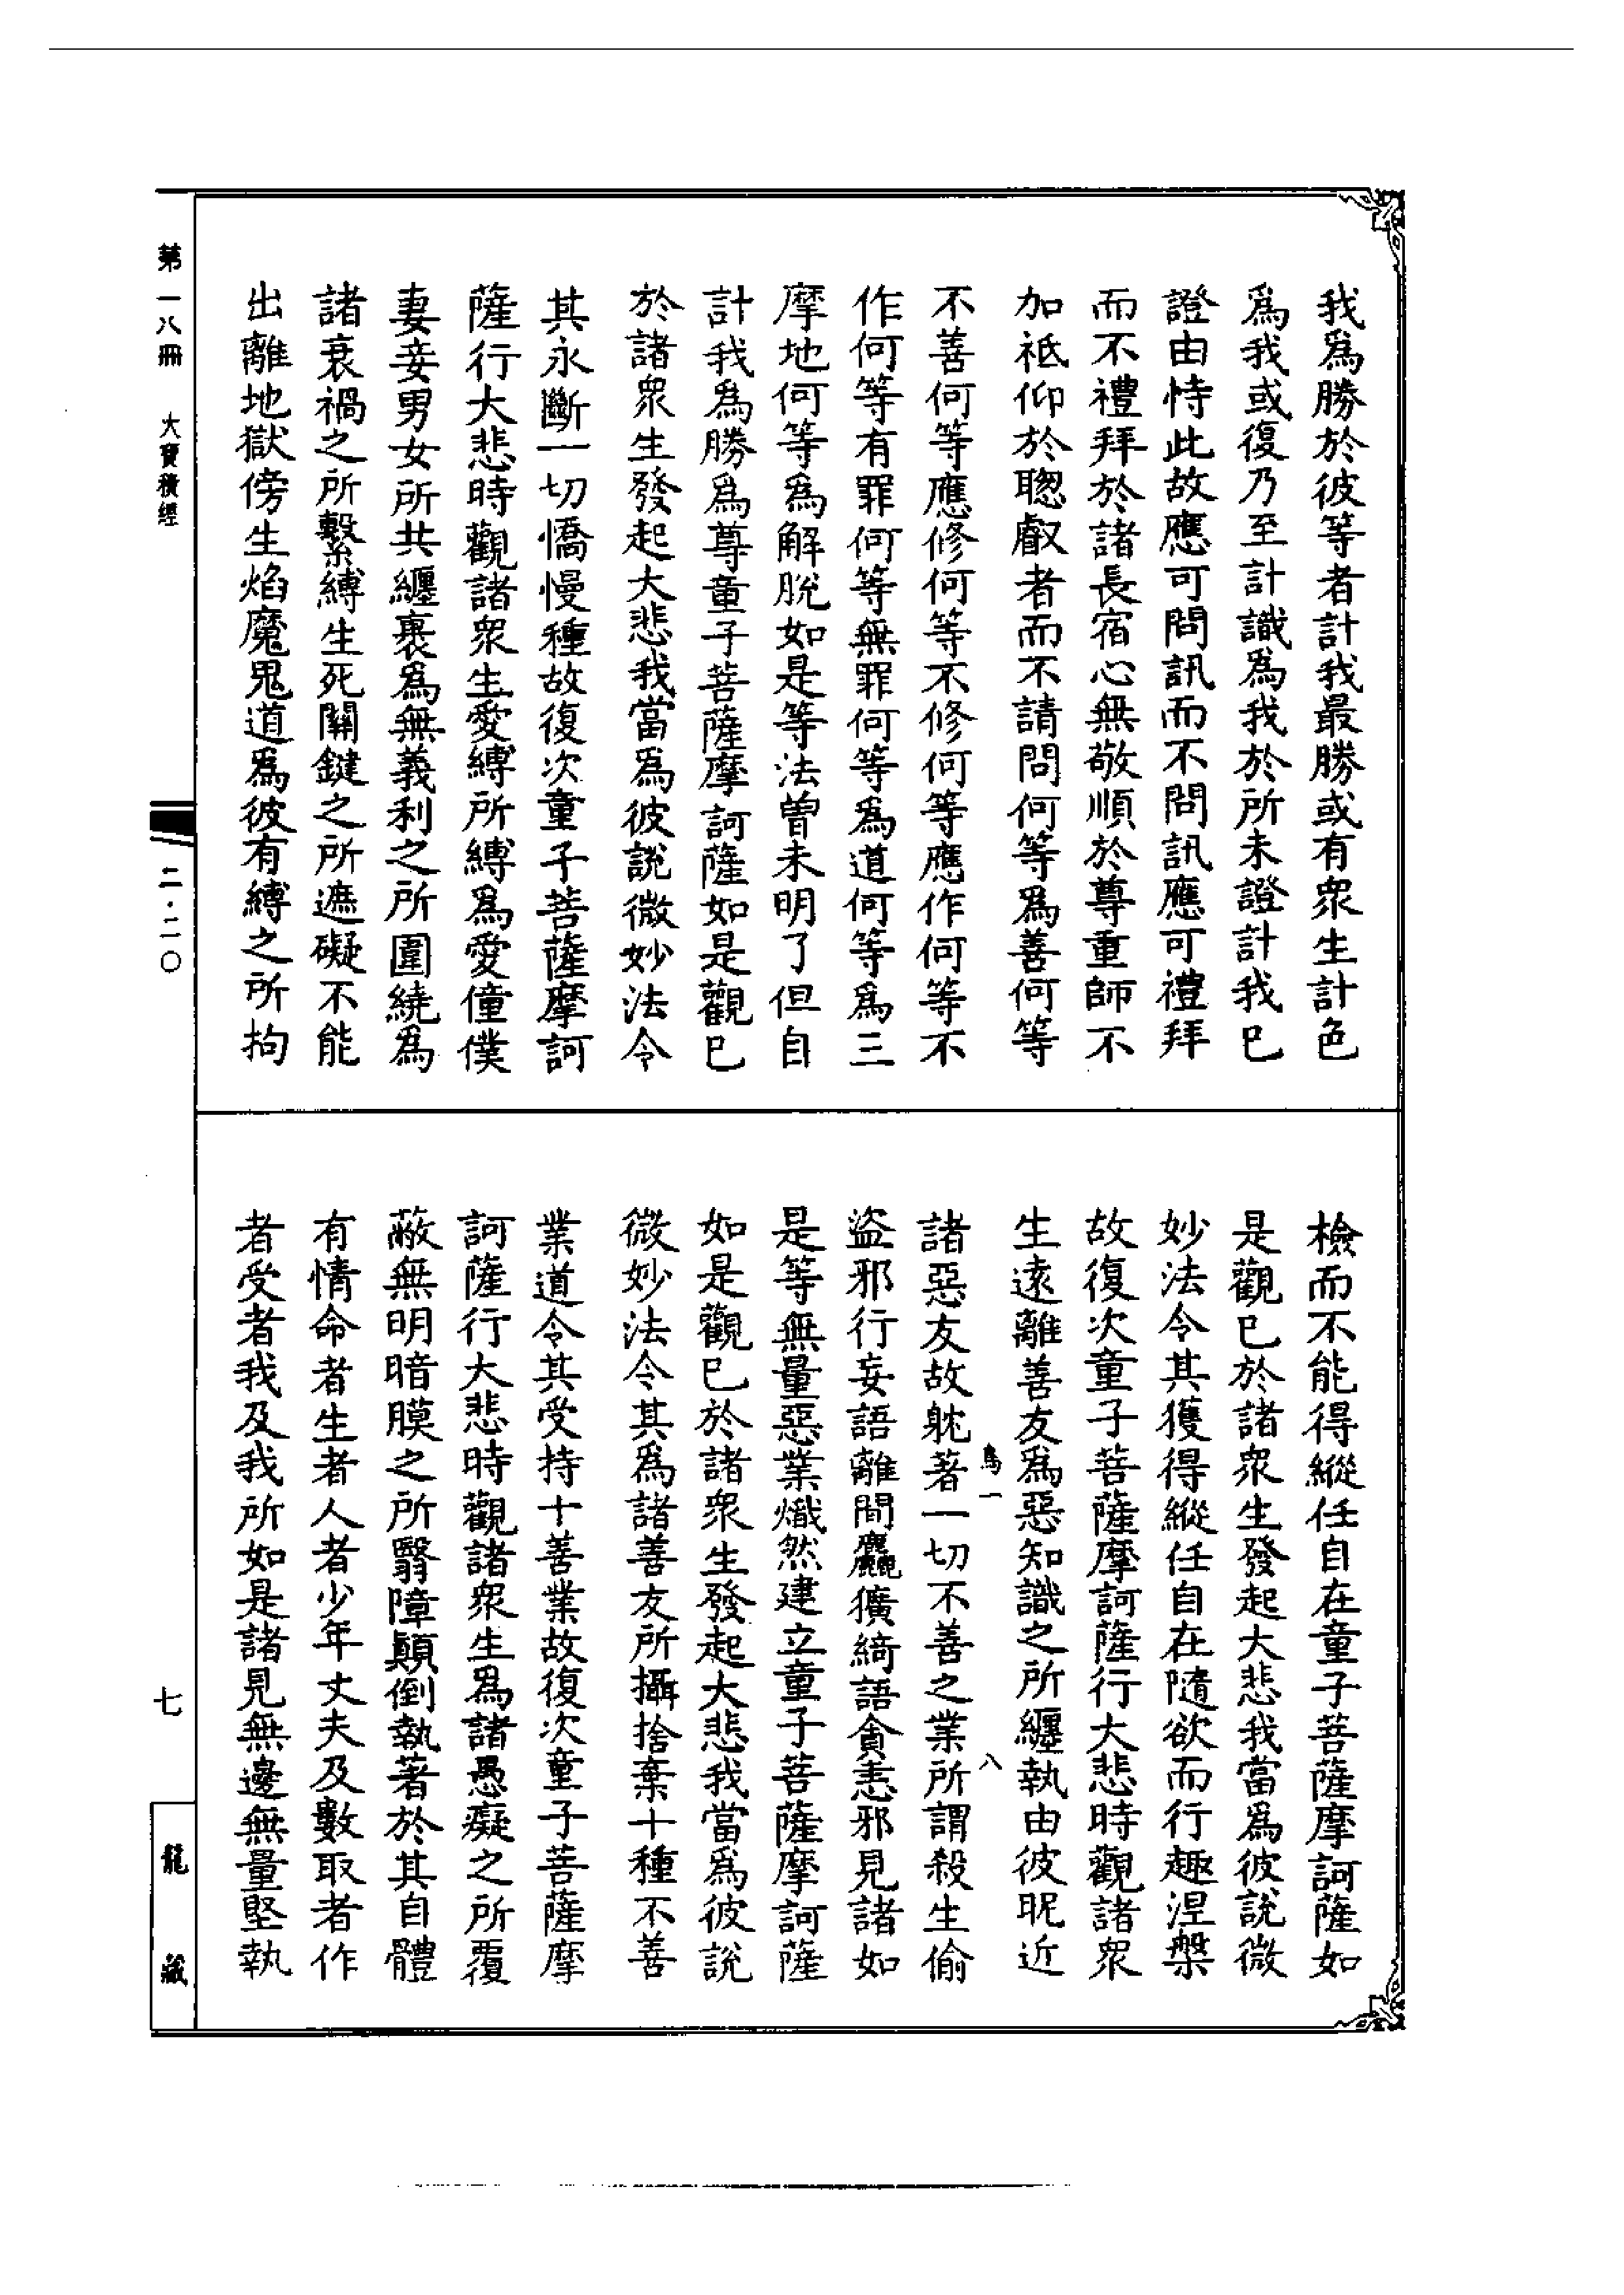 我爲勝於彼等者計我最勝或有衆生計色
爲我或復乃至計識爲我於所未證計我已
證由恃此故應可問訊而不問訊應可禮拜
而不禮拜於諸長宿心無敬順於尊重師不
加祗仰於聰叡者而不請問何等爲善何等
不善何等應修何等不修何等應作何等不
作何等有罪何等無罪何等爲道何等爲三
摩地何等爲解脫如是等法曽未明了但自
計我爲勝爲尊童子菩薩摩訶薩如是觀已
於諸衆生發起大悲我當爲彼說微妙法令
其永斷一切憍慢種故復次童子菩薩摩訶
薩行大悲時觀諸衆生愛縛所縛爲愛僮僕
妻妾男女所共纏裹爲無義利之所圍繞爲
諸衰禍之所繫縛生死關鍵之所遮礙不能
出離地獄傍生焰魔鬼道爲彼有縛之所拘
檢而不能得縱任自在童子菩薩摩訶薩如
是觀已於諸衆生發起大悲我當爲彼說微
妙法令其獲得縱任自在隨欲而行趣涅槃
故復次童子菩薩摩訶薩行大悲時觀諸衆
生遠離善友爲惡知識之所纏執由彼昵近
諸惡友故躭著一切不善之業所謂殺生偷
鳥一 八
盜邪行妄語離間麤獷綺語貪恚邪見諸如
是等無量惡業熾然建立童子菩薩摩訶薩
如是觀已於諸衆生發起大悲我當爲彼說
微妙法令其爲諸善友所攝捨棄十種不善
業道令其受持十善業故復次童子菩薩摩
訶薩行大悲時觀諸衆生爲諸愚癡之所覆
蔽無明暗膜之所翳障顛倒執著於其自體
有情命者生者人者少年丈夫及數取者作
者受者我及我所如是諸見無邊無量堅執
第一八冊 大寶積經
二·二〇
七
龍藏